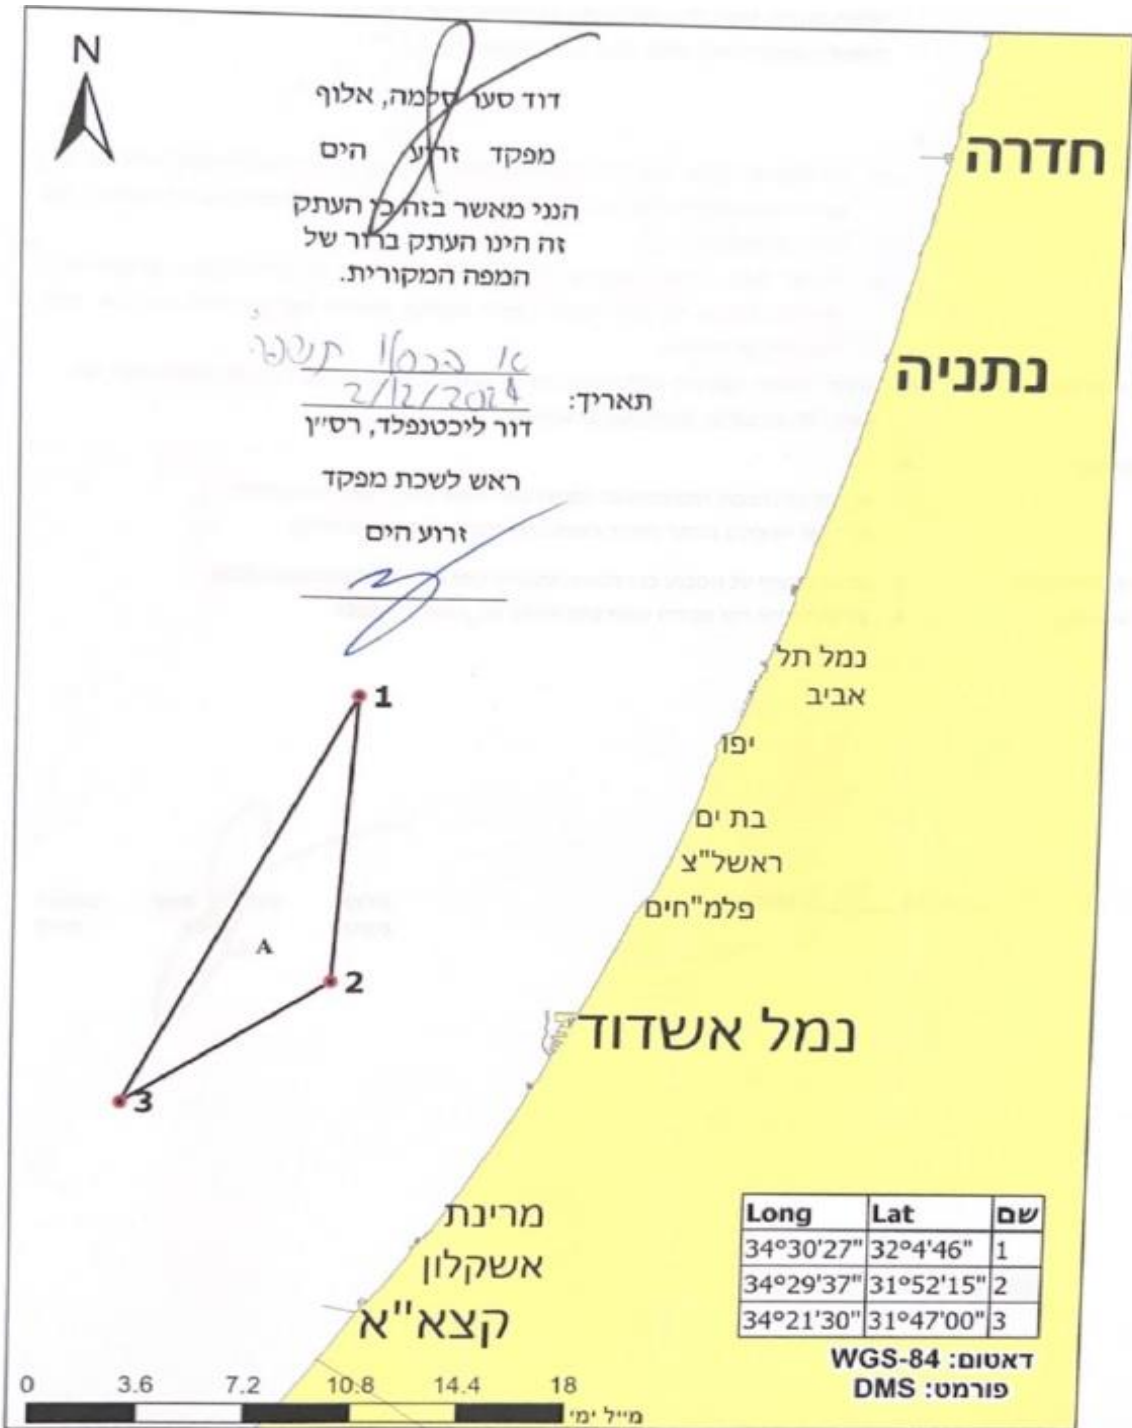 N
דוד סער סלמה, אלוף
מפקד זרוע הים
הנני מאשר בזה כי העתק
זה הינו העתק ברור של
המפה המקורית.
תאריך: 2/12/2024
דור ליכטנפלד, רס"ן
ראש לשכת מפקד
זרוע הים
חדרה
נתניה
נמל תל
אביב
יפו
בת ים
ראשל"צ
פלמ"חים
נמל אשדוד
מרינת
אשקלון
קצא"א
1
A
2
3
Long Lat שם
34°30'27" 32°4'46" 1
34°29'37" 31°52'15" 2
34°21'30" 31°47'00" 3
דאטום: WGS-84
פורמט: DMS
0 3.6 7.2 10.8 14.4 18
מייל ימי